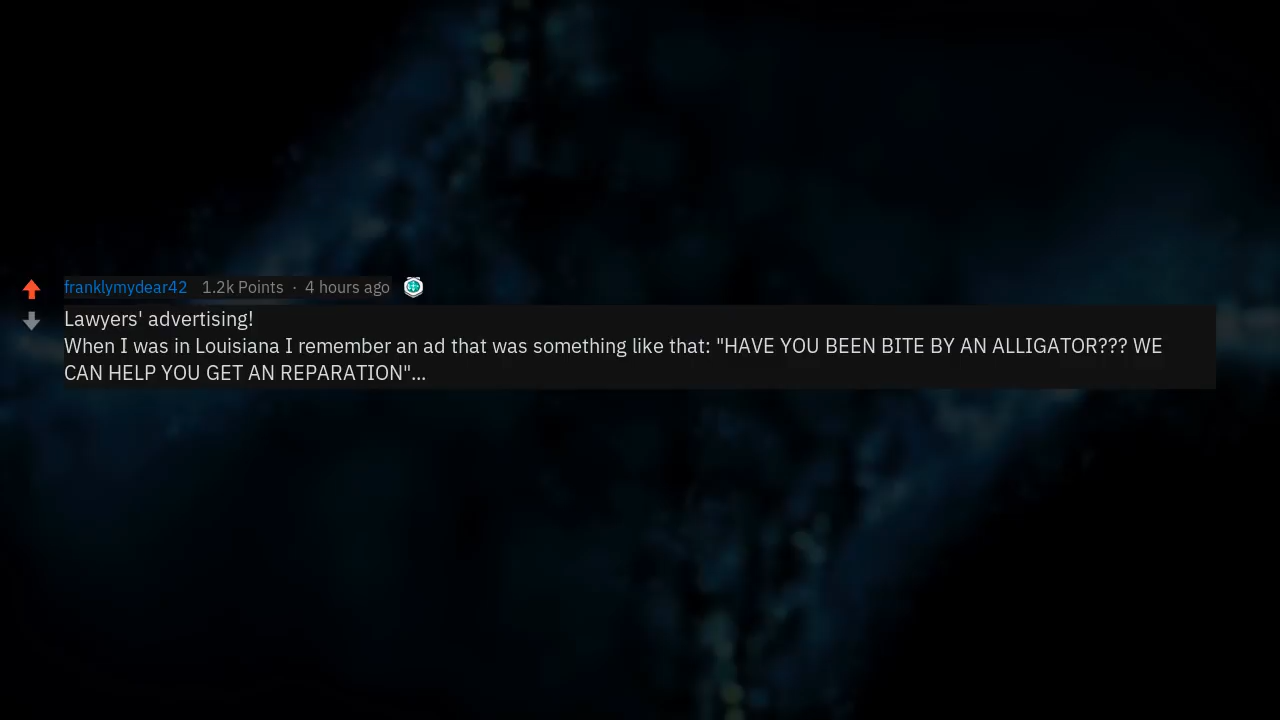 franklymydear42 1.2k Points · 4 hours ago
Lawyers' advertising!
When I was in Louisiana I remember an ad that was something like that: "HAVE YOU BEEN BITE BY AN ALLIGATOR??? WE
CAN HELP YOU GET AN REPARATION"...